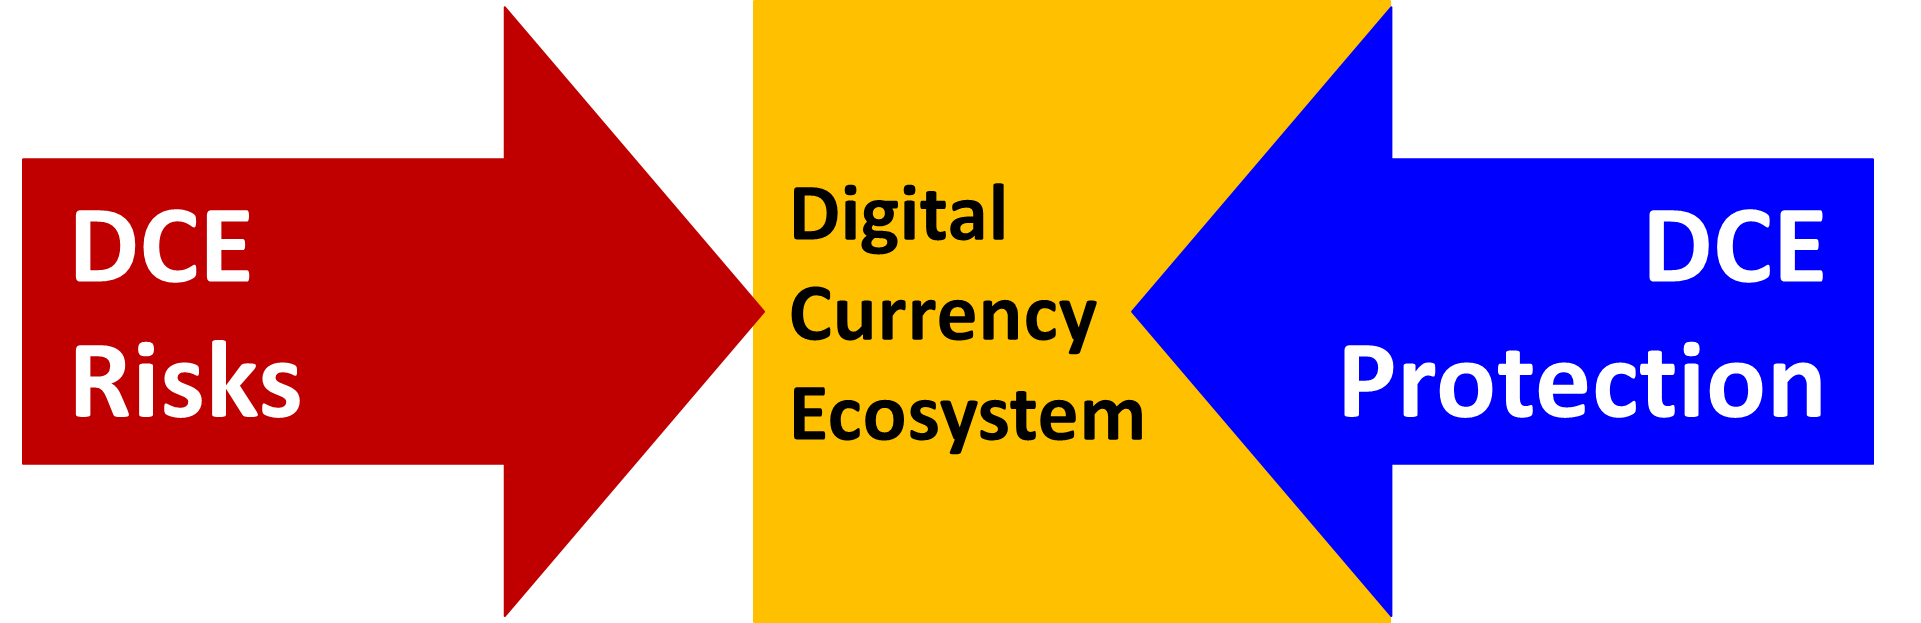 DCE
Risks
Digital
Currency
Ecosystem
DCE
Protection